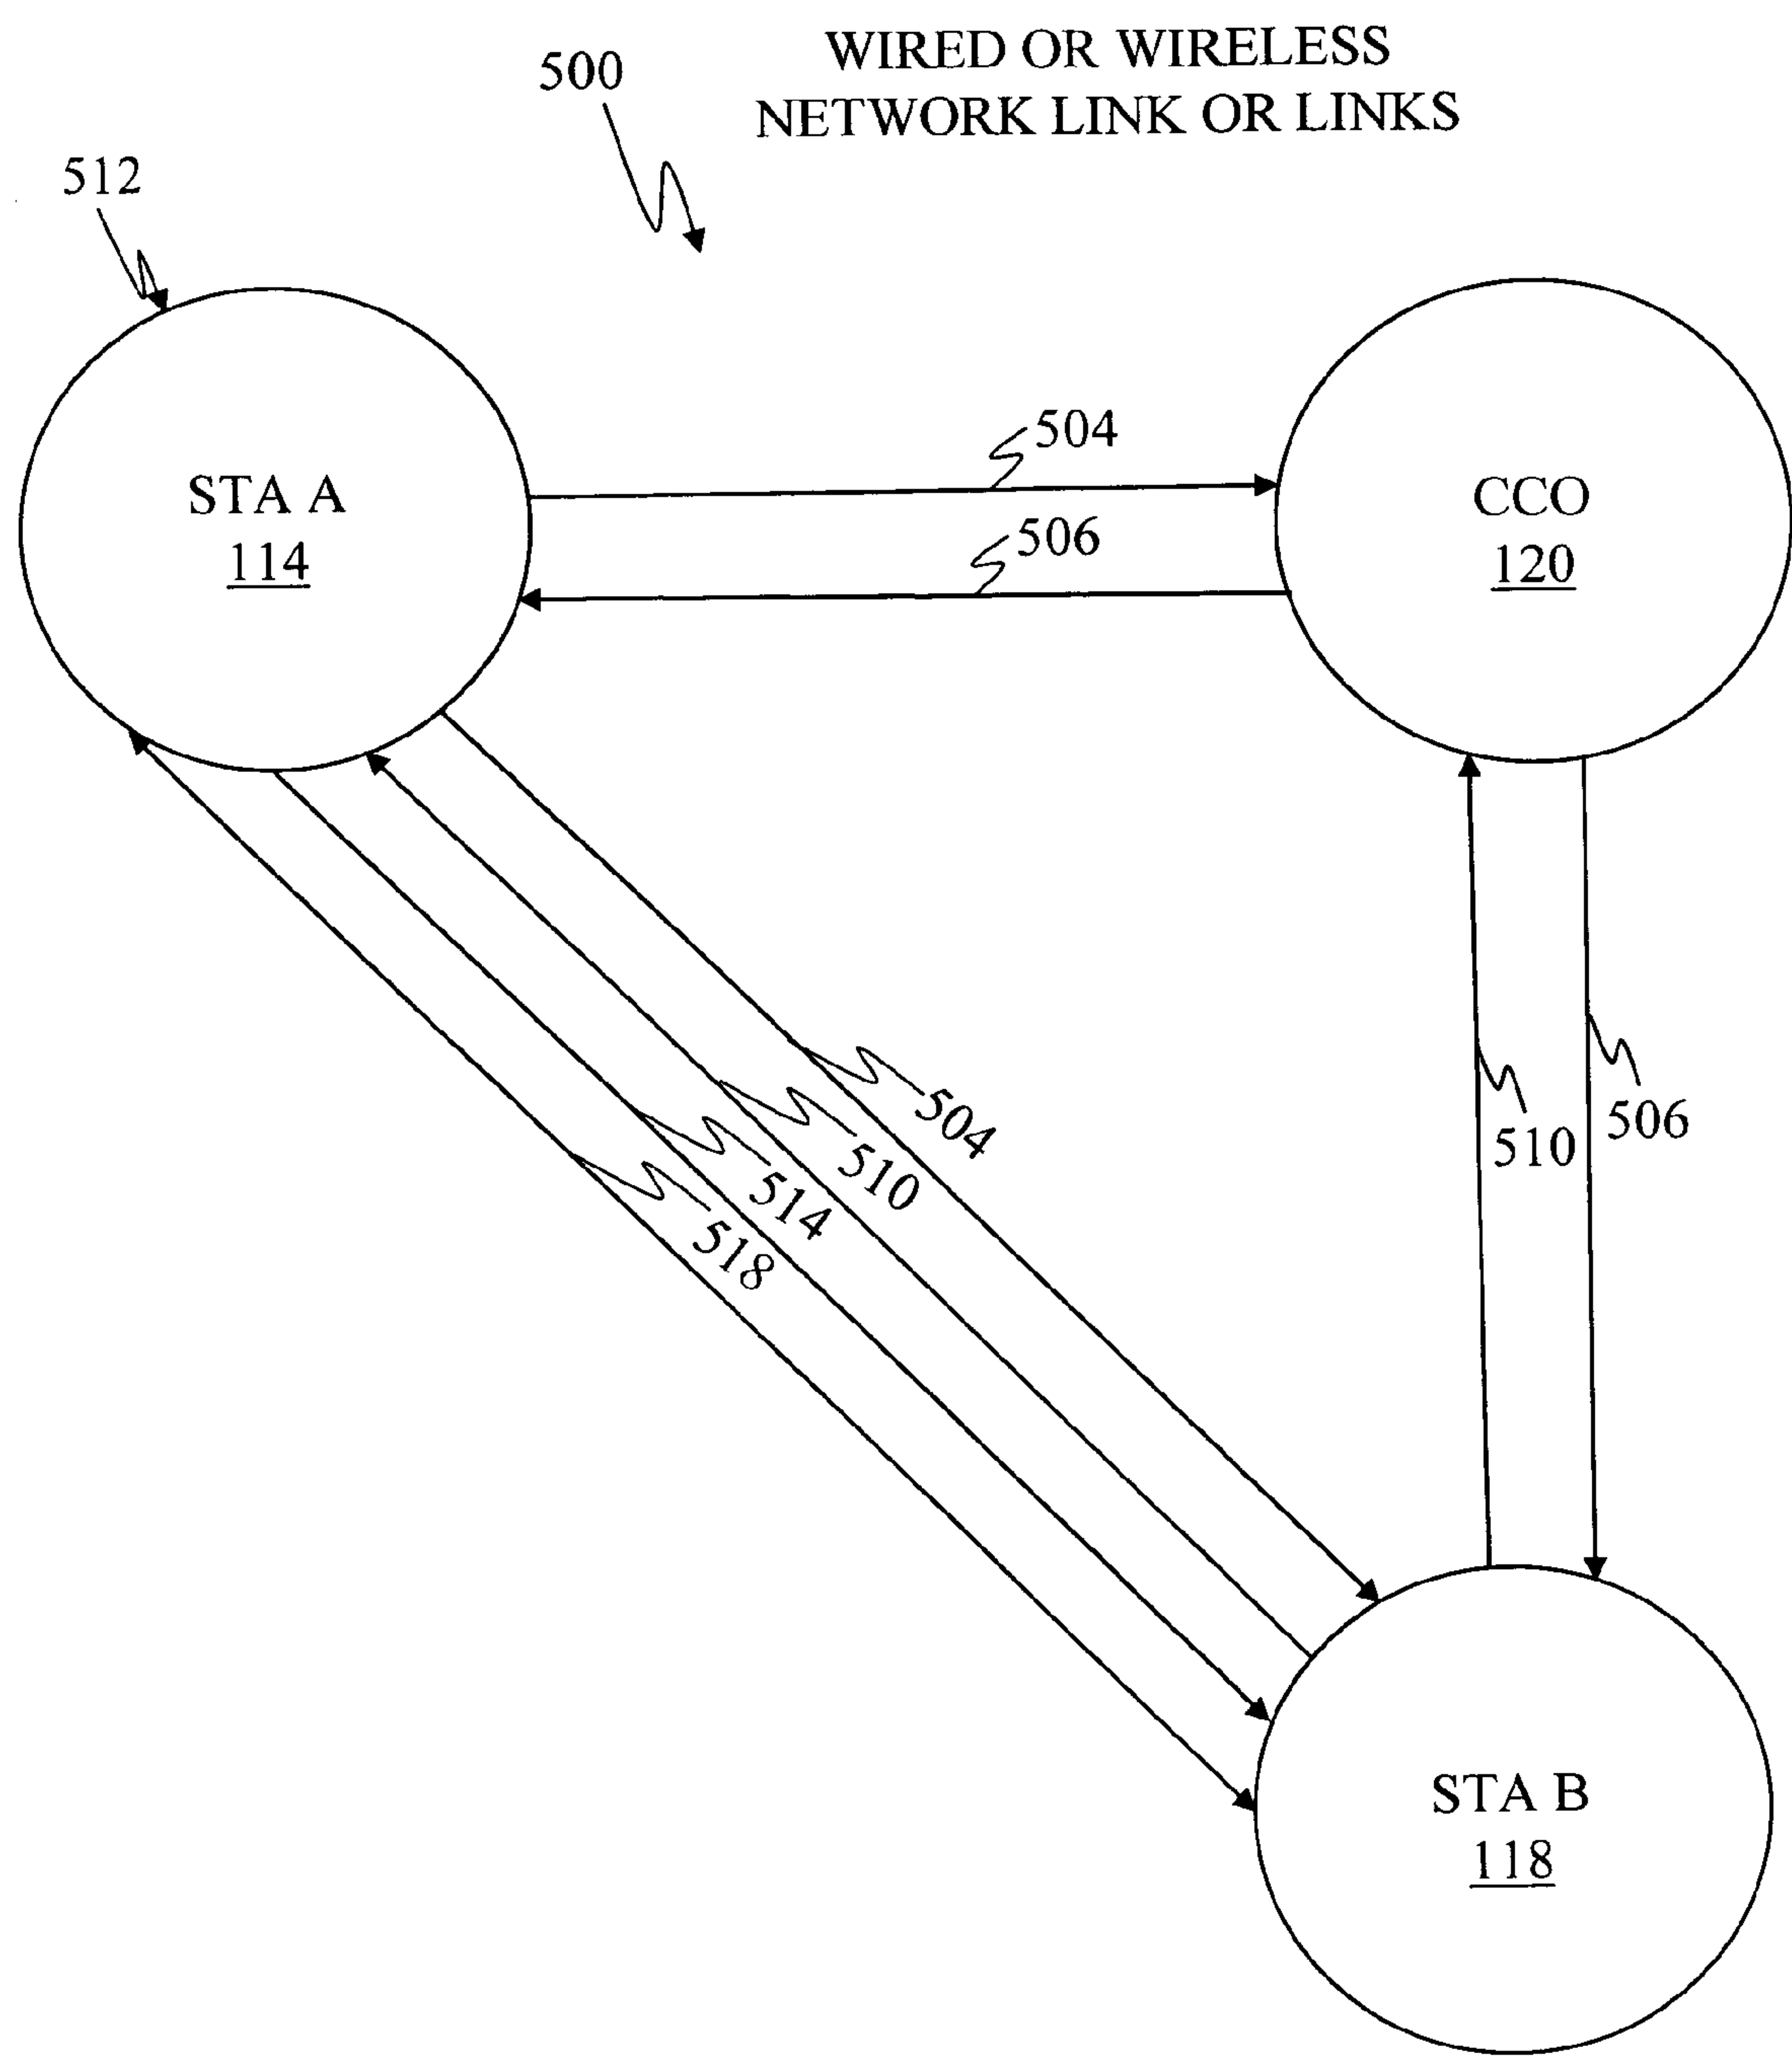 WIRED OR WIRELESS
NETWORK LINK OR LINKS
500
512
504
506
STA A
114
CCO
120
504
510
514
518
510
506
STA B
118